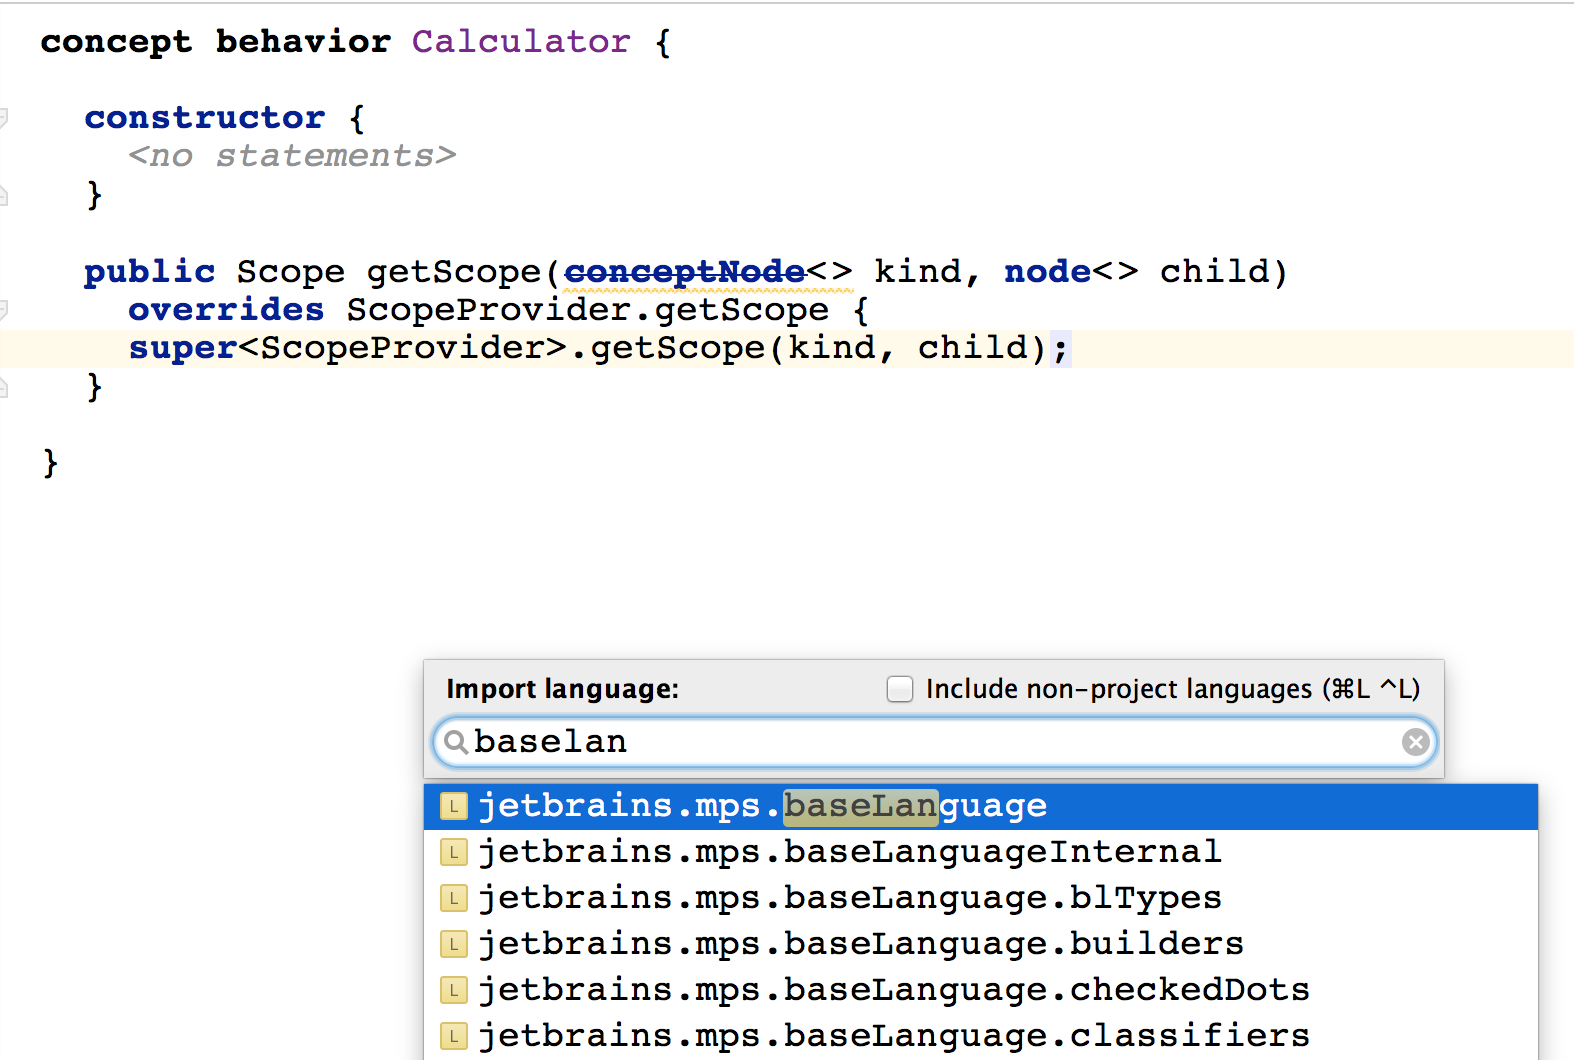 concept behavior Calculator {
constructor {
<no statements>
}
public Scope getScope(conceptNode<> kind, node<> child)
overrides ScopeProvider.getScope {
super<ScopeProvider>.getScope(kind, child);
}
}
Import language: Include non-project languages (⌘L ^L)
baselan
L jetbrains.mps.baseLanguage
L jetbrains.mps.baseLanguageInternal
L jetbrains.mps.baseLanguage.blTypes
L jetbrains.mps.baseLanguage.builders
L jetbrains.mps.baseLanguage.checkedDots
L jetbrains.mps.baseLanguage.classifiers